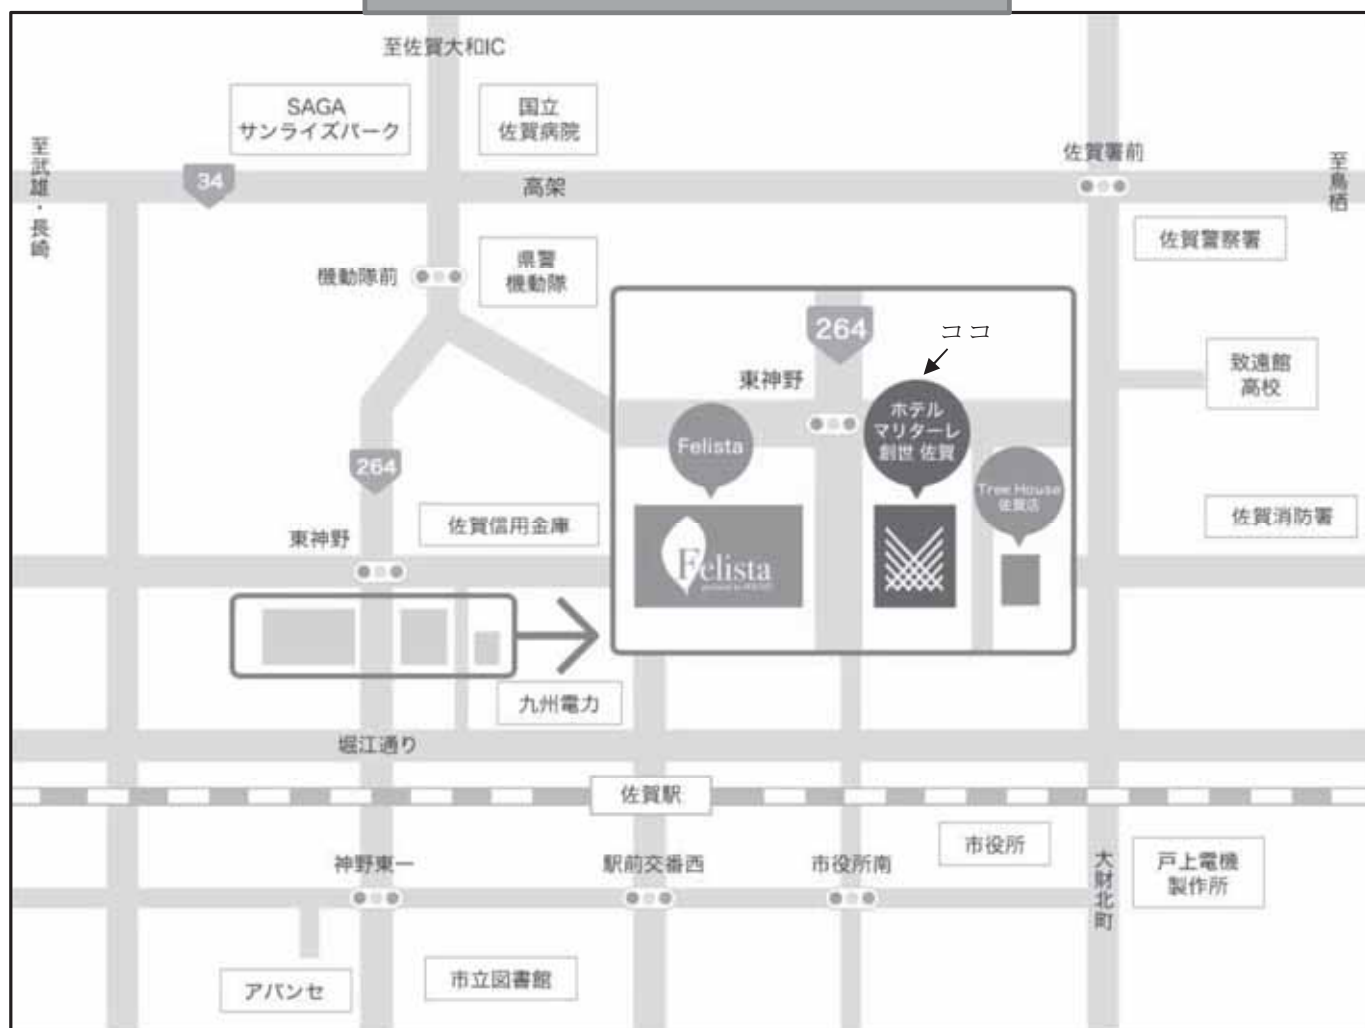 至佐賀大和IC
SAGA
サンライズパーク
国立
佐賀病院
至武雄・長崎
34
高架
佐賀署前
至鳥栖
佐賀警察署
機動隊前
県警
機動隊
264
ココ
東神野
ホテル
マリターレ
創世 佐賀
Felista
Tree House
佐賀店
致遠館
高校
264
佐賀信用金庫
東神野
Felista
佐賀消防署
九州電力
堀江通り
佐賀駅
市役所
神野東一
駅前交番西
市役所南
大財北町
戸上電機
製作所
アバンセ
市立図書館